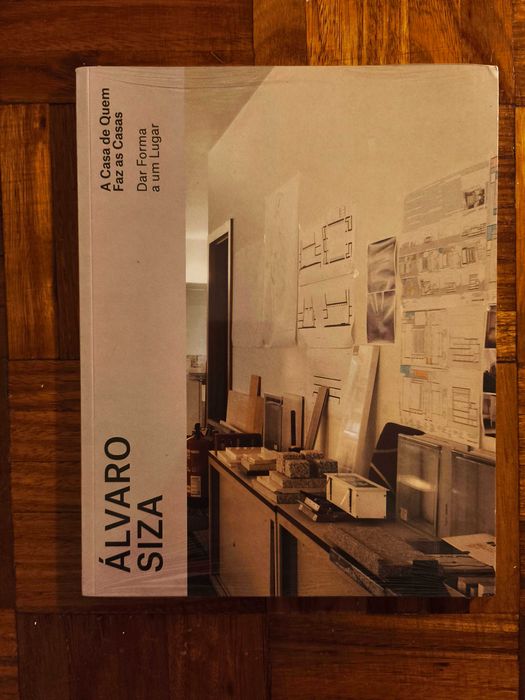 A Casa de Quem
Faz as Casas
Dar Forma
a um Lugar
ÁLVARO
SIZA